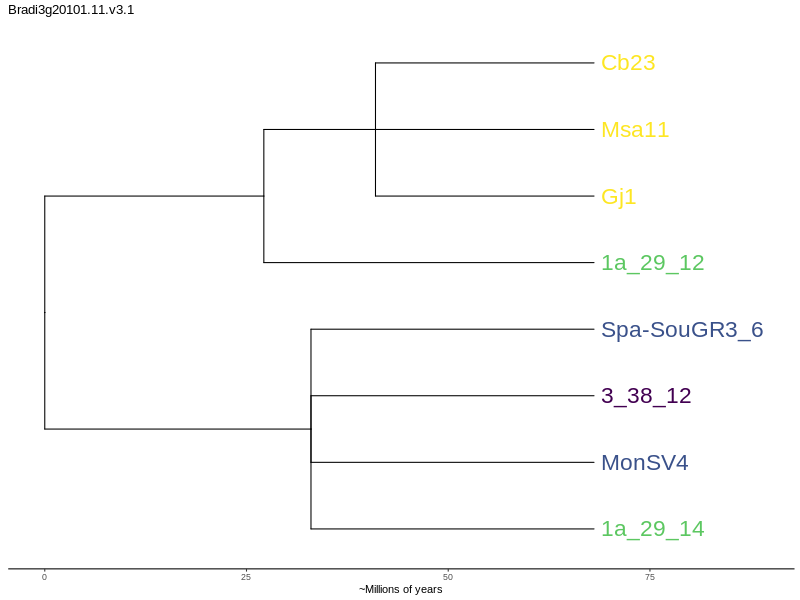 Bradi3g20101.11.v3.1
Cb23
Msa11
Gj1
1a_29_12
Spa-SouGR3_6
3_38_12
MonSV4
1a_29_14
0 25 50 75
~Millions of years